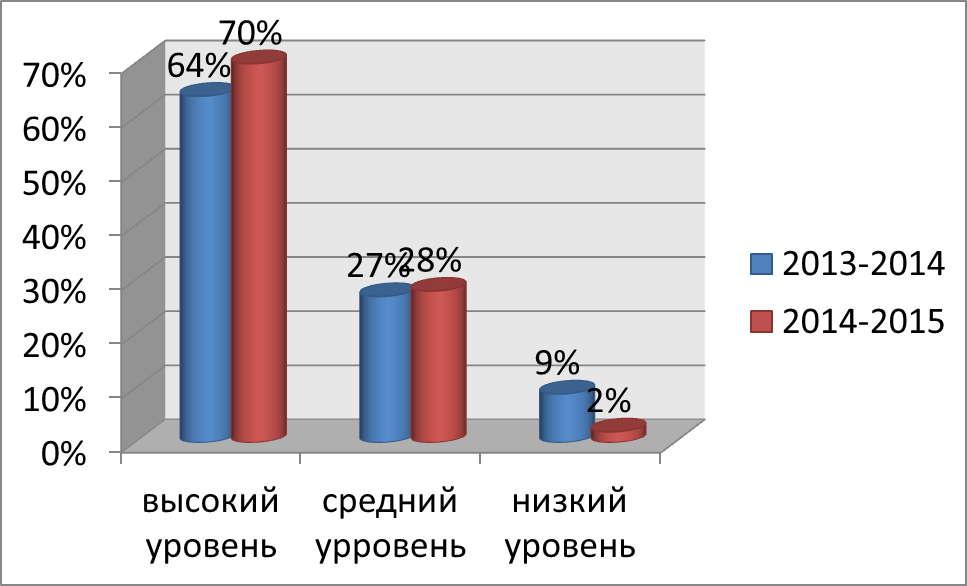 70%
64%
70%
60%
50%
40%
30%
20%
10%
0%
27%
28%
9%
2%
высокий
уровень
средний
урровень
низкий
уровень
2013-2014
2014-2015